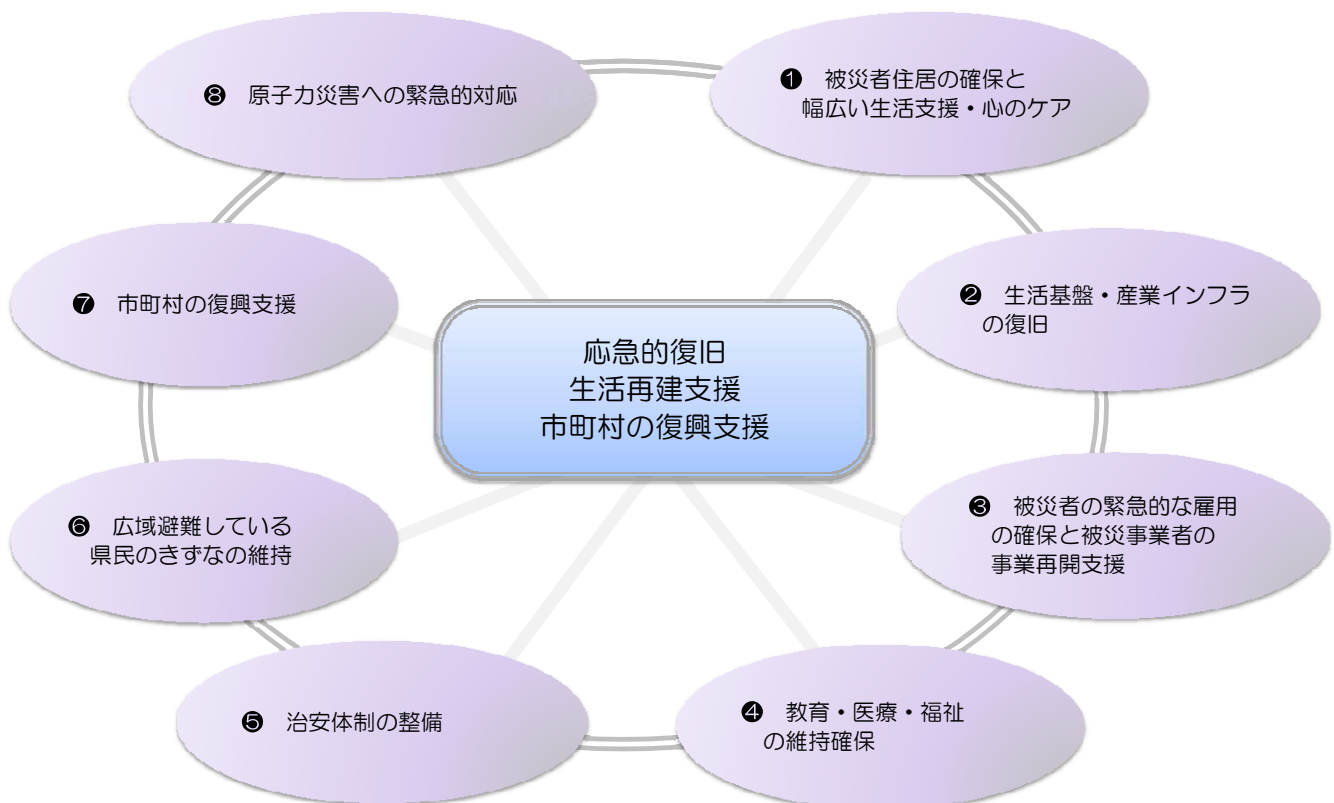 ❶ 被災者住居の確保と
幅広い生活支援・心のケア
❷ 生活基盤・産業インフラ
の復旧
❸ 被災者の緊急的な雇用
の確保と被災事業者の
事業再開支援
❹ 教育・医療・福祉
の維持確保
❺ 治安体制の整備
❻ 広域避難している
県民のきずなの維持
❼ 市町村の復興支援
❽ 原子力災害への緊急的対応
応急的復旧
生活再建支援
市町村の復興支援